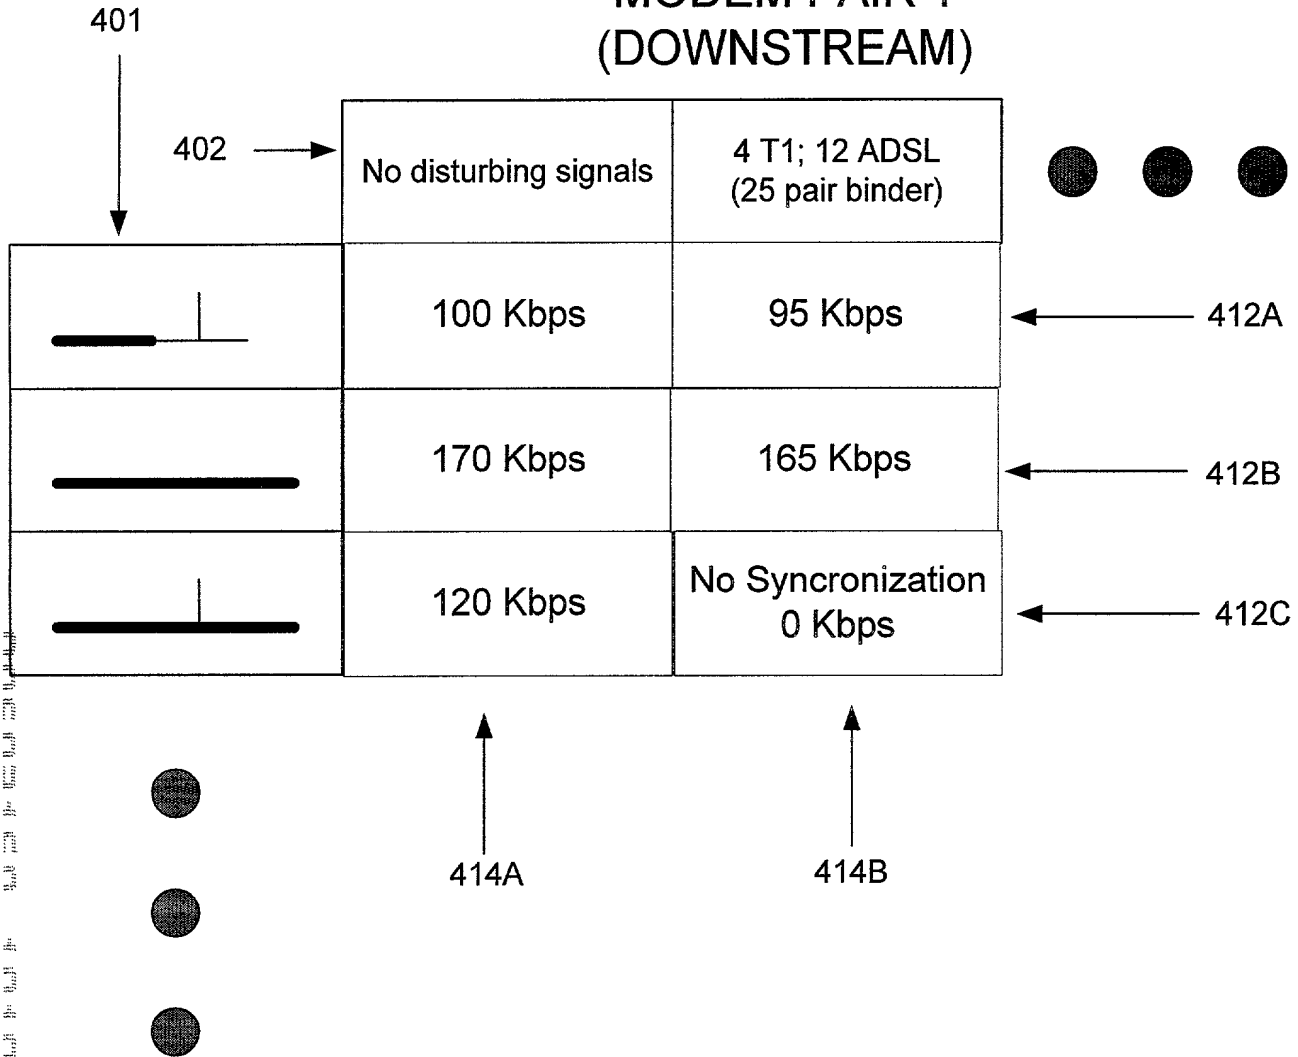 401
(DOWNSTREAM)
402
No disturbing signals
4 T1; 12 ADSL
(25 pair binder)
100 Kbps
95 Kbps
412A
170 Kbps
165 Kbps
412B
120 Kbps
No Syncronization
0 Kbps
412C
414A
414B